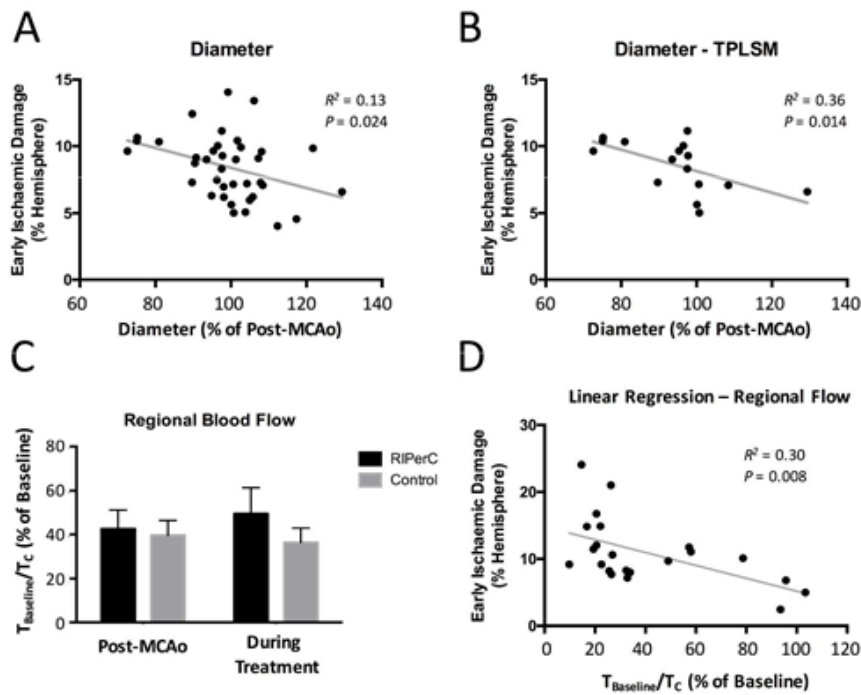 A
Diameter
R² = 0.13
P = 0.024
Early Ischaemic Damage
(% Hemisphere)
15
10
5
0
60
80
100
120
140
Diameter (% of Post-MCAo)
B
Diameter - TPLSM
R² = 0.36
P = 0.014
Early Ischaemic Damage
(% Hemisphere)
15
10
5
0
60
80
100
120
140
Diameter (% of Post-MCAo)
C
Regional Blood Flow
RIPerC
Control
T_Baseline/T_C (% of Baseline)
80
60
40
20
0
Post-MCAo
During
Treatment
D
Linear Regression – Regional Flow
R² = 0.30
P = 0.008
Early Ischaemic Damage
(% Hemisphere)
30
20
10
0
0
20
40
60
80
100
120
T_Baseline/T_C (% of Baseline)